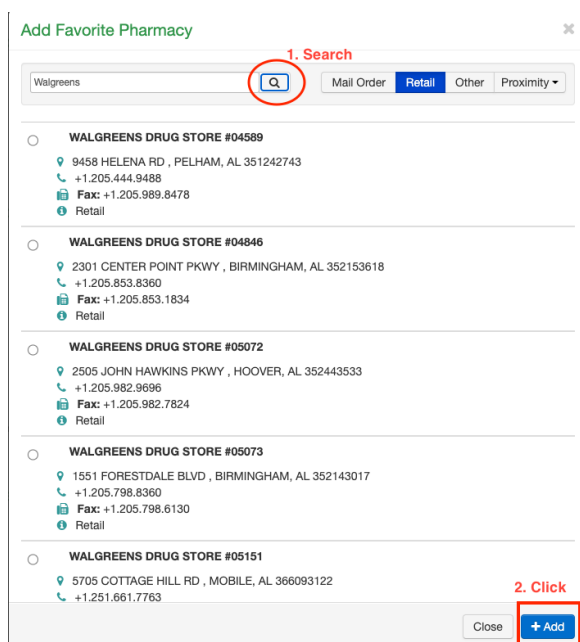 Add Favorite Pharmacy
1. Search
Walgreens
Mail Order Retail Other Proximity
WALGREENS DRUG STORE #04589
9458 HELENA RD , PELHAM, AL 351242743
+1.205.444.9488
Fax: +1.205.989.8478
Retail
WALGREENS DRUG STORE #04846
2301 CENTER POINT PKWY , BIRMINGHAM, AL 352153618
+1.205.853.8360
Fax: +1.205.853.1834
Retail
WALGREENS DRUG STORE #05072
2505 JOHN HAWKINS PKWY , HOOVER, AL 352443533
+1.205.982.9696
Fax: +1.205.982.7824
Retail
WALGREENS DRUG STORE #05073
1551 FORESTDALE BLVD , BIRMINGHAM, AL 352143017
+1.205.798.8360
Fax: +1.205.798.6130
Retail
WALGREENS DRUG STORE #05151
5705 COTTAGE HILL RD , MOBILE, AL 366093122
+1.251.661.7763
2. Click
Close + Add